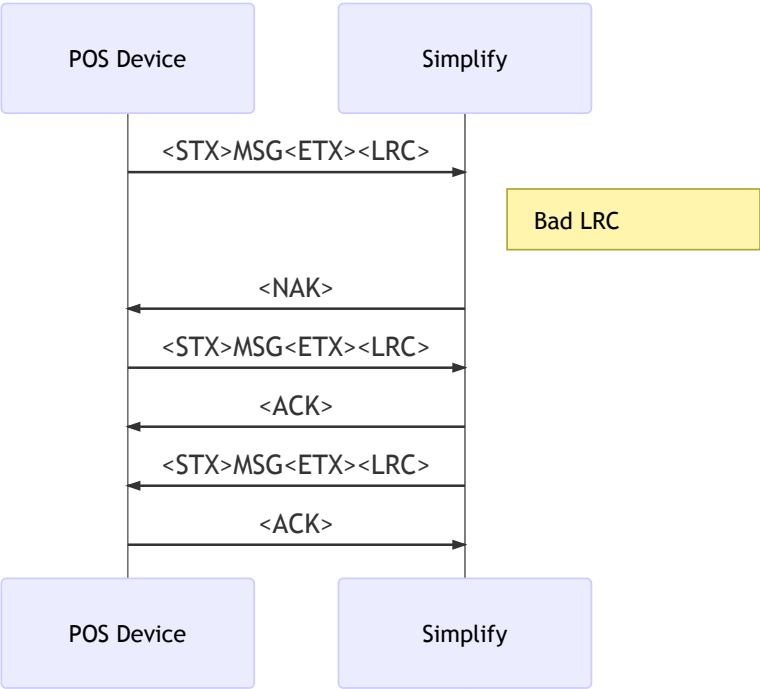 POS Device Simplify
<STX>MSG<ETX><LRC>
Bad LRC
<NAK>
<STX>MSG<ETX><LRC>
<ACK>
<STX>MSG<ETX><LRC>
<ACK>
POS Device Simplify